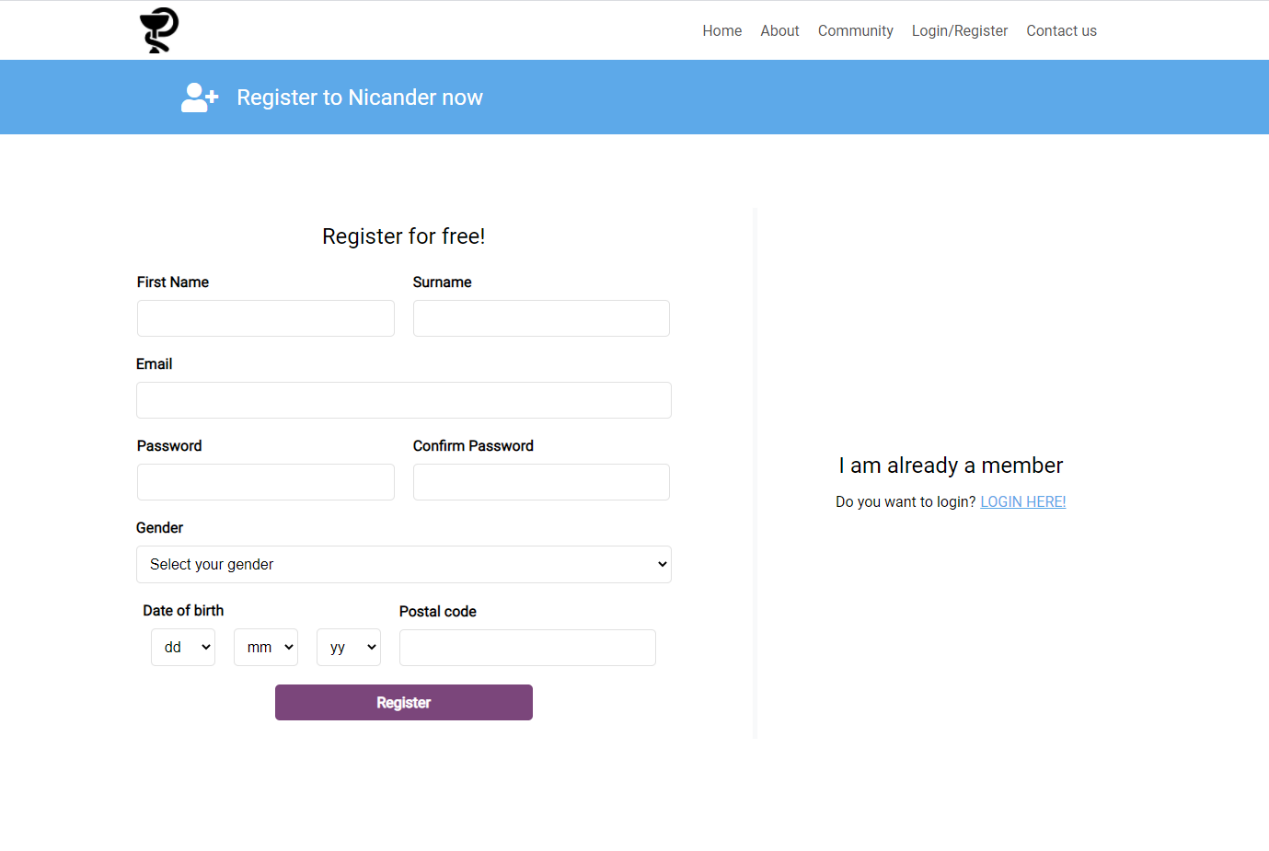 Home About Community Login/Register Contact us
Register to Nicander now
Register for free!
First Name Surname
Email
Password Confirm Password
Gender
Select your gender
Date of birth Postal code
dd mm yy
Register
I am already a member
Do you want to login? LOGIN HERE!